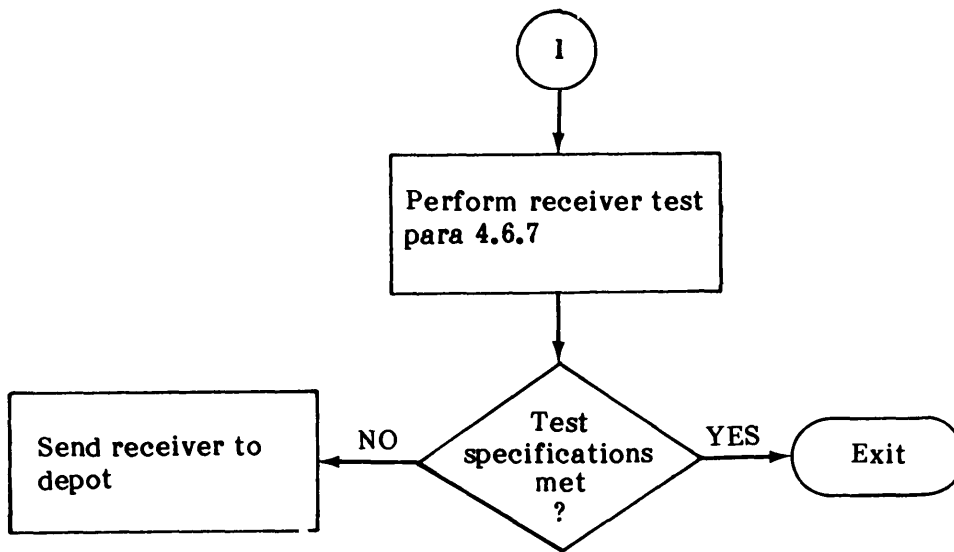 1
Perform receiver test
para 4.6.7
Test
specifications
met
?
NO
YES
Send receiver to
depot
Exit